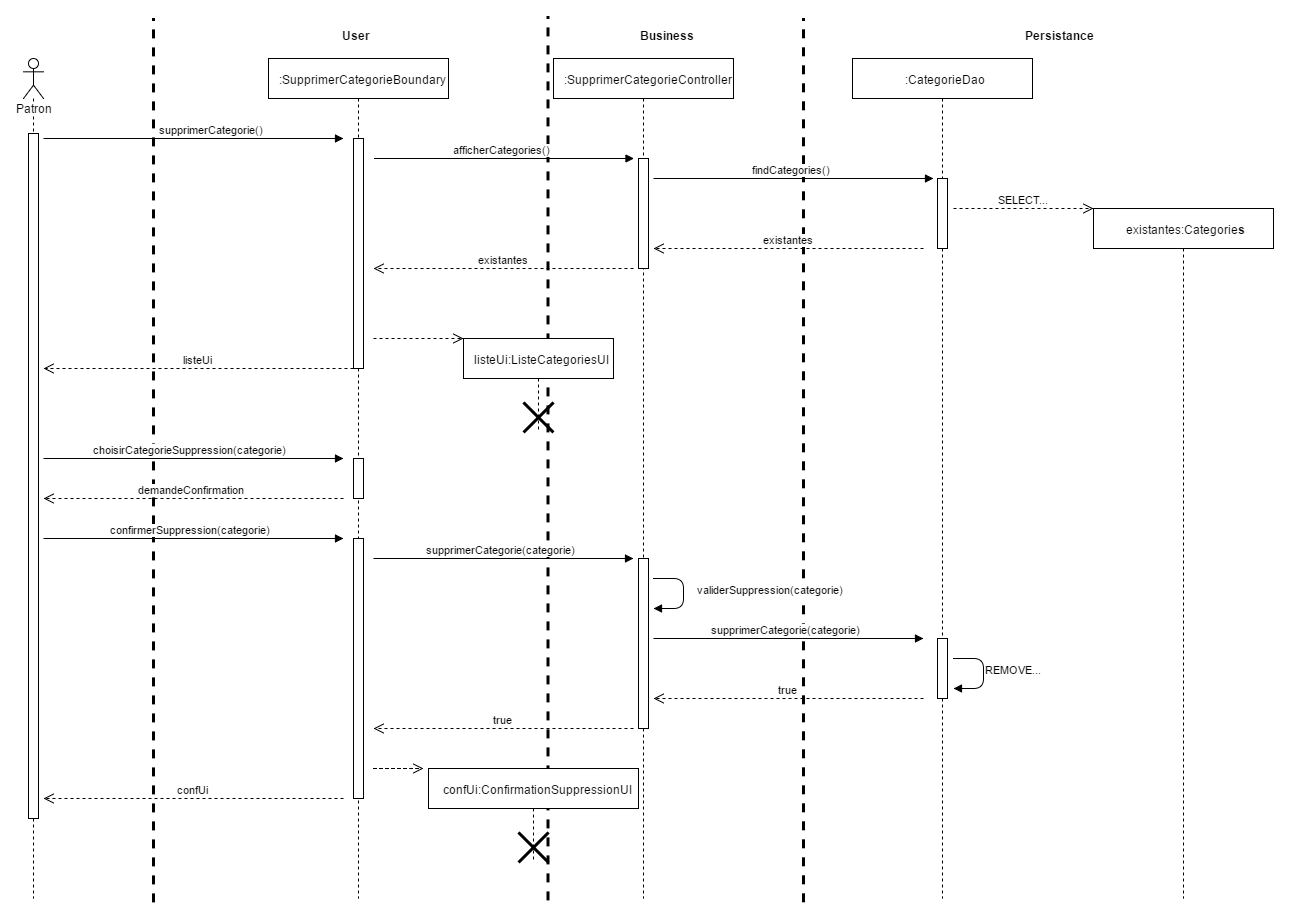 User
Business
Persistance
:SupprimerCategorieBoundary
:SupprimerCategorieController
:CategorieDao
Patron
supprimerCategorie()
afficherCategories()
findCategories()
SELECT...
existantes:Categories
existantes
existantes
listeUi:ListeCategoriesUI
listeUi
choisirCategorieSuppression(categorie)
demandeConfirmation
confirmerSuppression(categorie)
supprimerCategorie(categorie)
validerSuppression(categorie)
supprimerCategorie(categorie)
REMOVE...
true
true
confUi:ConfirmationSuppressionUI
confUi